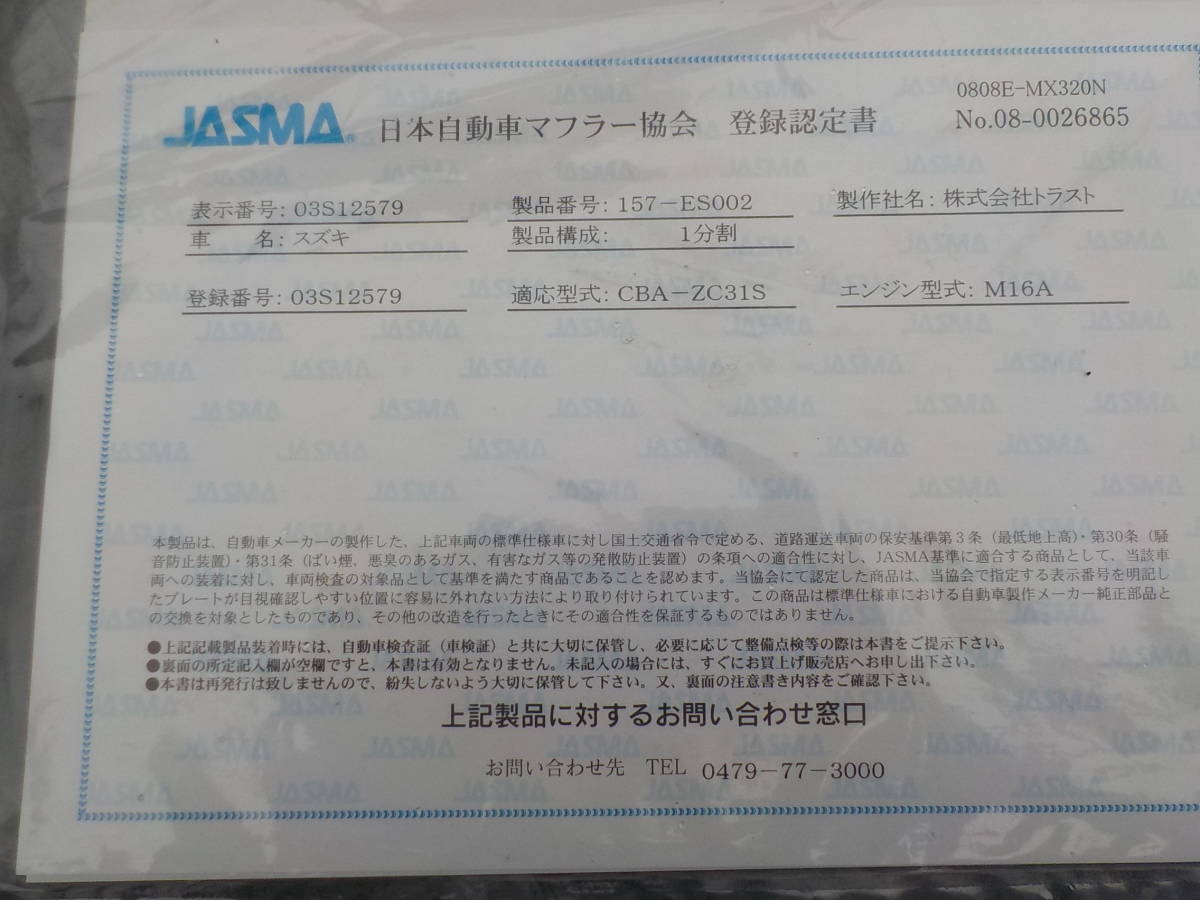 0808E-MX320N
JASMA 日本自動車マフラー協会 登録認定書 No.08-0026865
表示番号: 03S12579 製品番号: 157-ES002 製作社名: 株式会社トラスト
車 名: スズキ 製品構成: 1分割
登録番号: 03S12579 適応型式: CBA-ZC31S エンジン型式: M16A
本製品は、自動車メーカーの製作した、上記車両の標準仕様車に対し国土交通省令で定める、道路運送車両の保安基準第3条(最低地上高)・第30条(騒
音防止装置)・第31条(ばい煙、悪臭のあるガス、有害なガス等の発散防止装置)の条項への適合性に対し、JASMA基準に適合する商品として、当該車
両への装着に対し、車両検査の対象品として基準を満たす商品であることを認めます。当協会にて認定した商品は、当協会で指定する表示番号を明記し
たプレートが目視確認しやすい位置に容易に外れない方法により取り付けられています。この商品は標準仕様車における自動車製作メーカー純正部品と
の交換を対象としたものであり、その他の改造を行ったときにその適合性を保証するものではありません。
●上記記載製品装着時には、自動車検査証(車検証)と共に大切に保管し、必要に応じて整備点検等の際は本書をご提示下さい。
●裏面の所定記入欄が空欄ですと、本書は有効となりません。未記入の場合には、すぐにお買上げ販売店へお申し出下さい。
●本書は再発行は致しませんので、紛失しないよう大切に保管して下さい。又、裏面の注意書き内容をご確認下さい。
上記製品に対するお問い合わせ窓口
お問い合わせ先 TEL 0479-77-3000